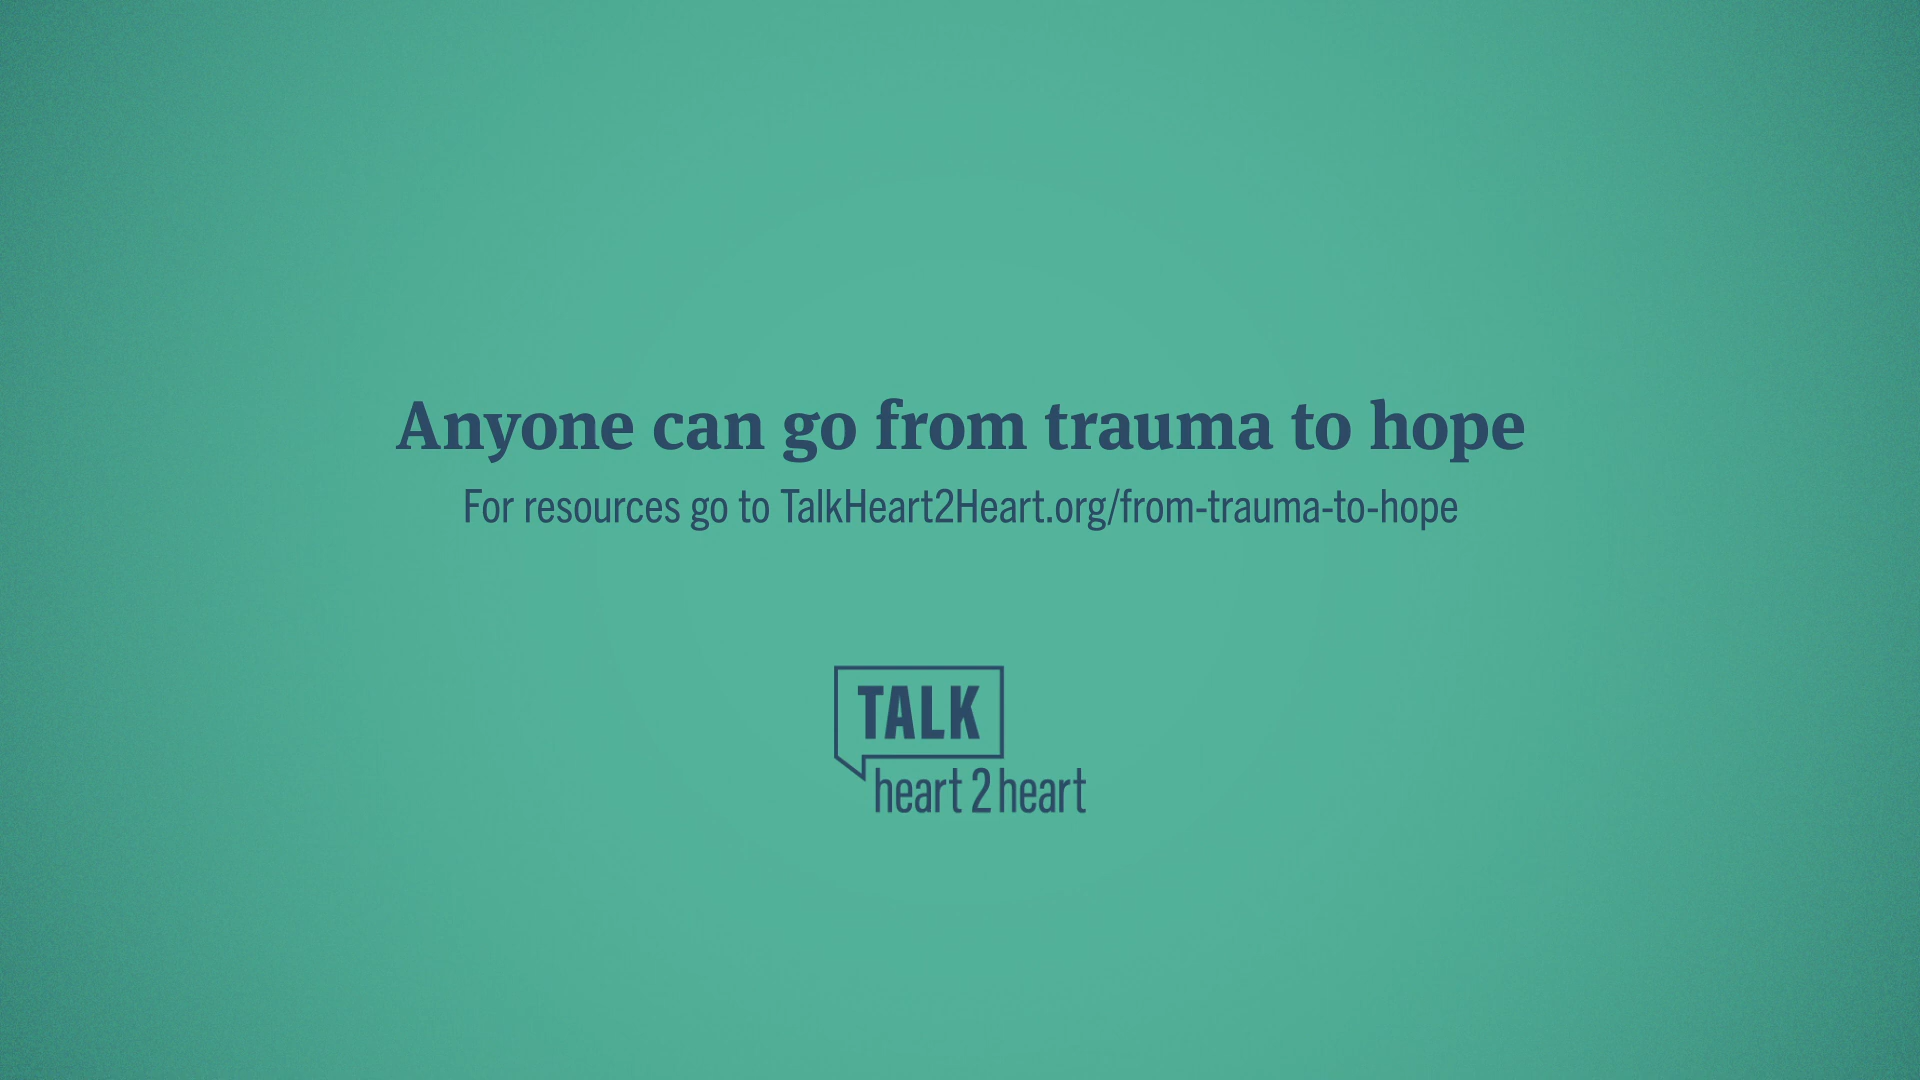 Anyone can go from trauma to hope
For resources go to TalkHeart2Heart.org/from-trauma-to-hope
TALK
heart 2 heart